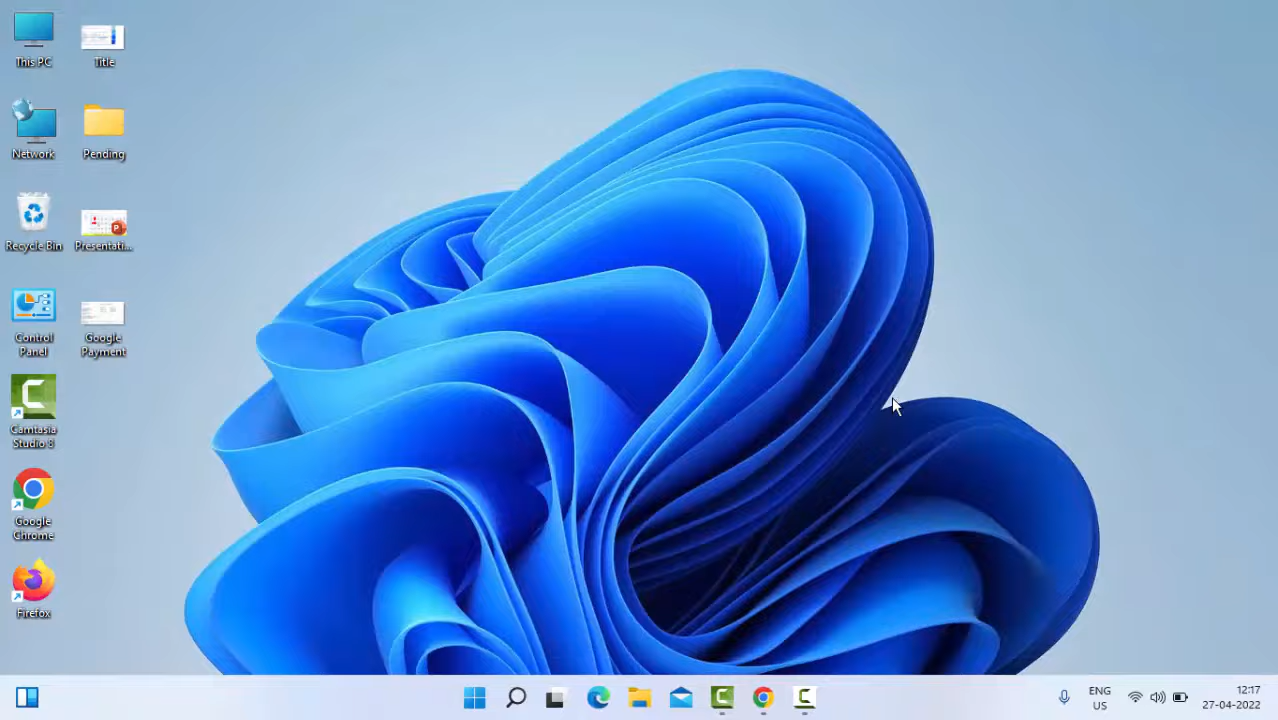 This PC
Title
Network
Pending
Recycle Bin
Presentati...
Control
Panel
Google
Payment
Camtasia
Studio 8
Google
Chrome
Firefox
ENG
US
12:17
27-04-2022